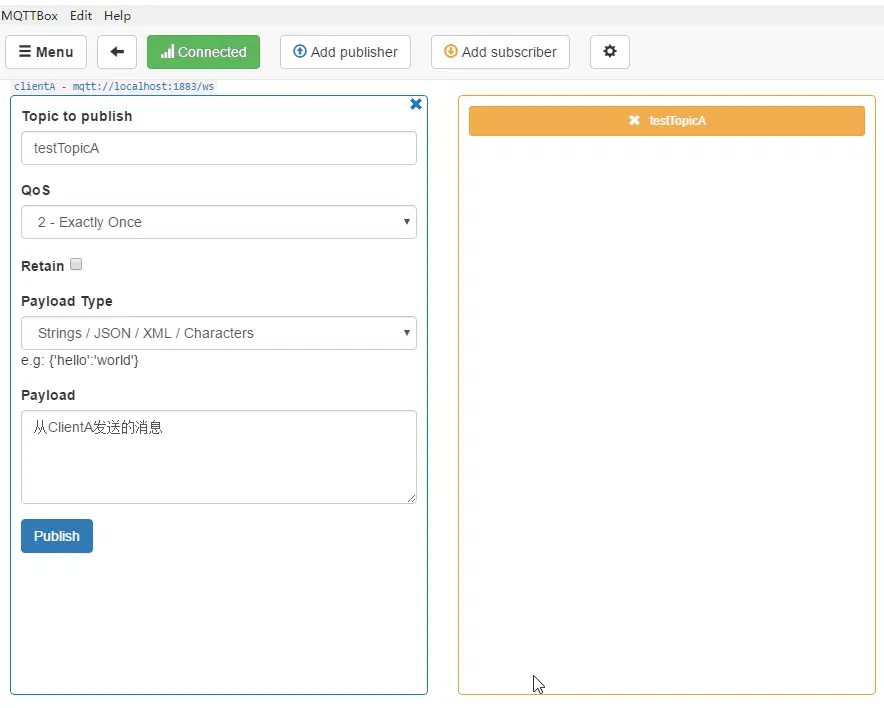 MQTTBox Edit Help
Menu Connected Add publisher Add subscriber
clientA - mqtt://localhost:1883/ws
Topic to publish
testTopicA
QoS
2 - Exactly Once
Retain
Payload Type
Strings / JSON / XML / Characters
e.g: {'hello':'world'}
Payload
从ClientA发送的消息
Publish
testTopicA